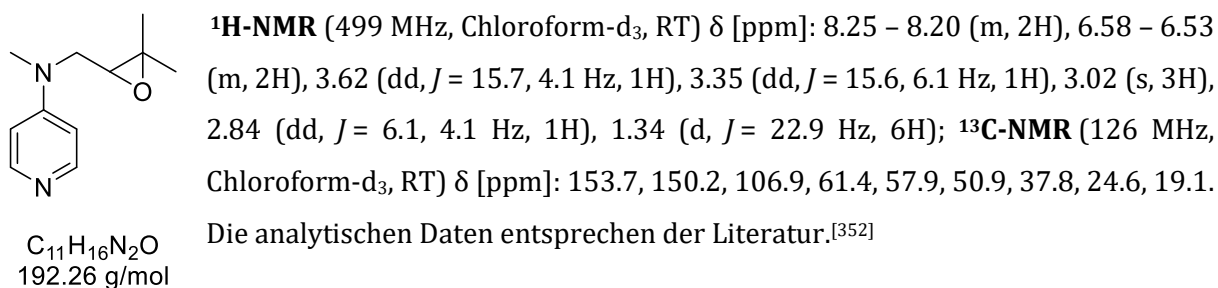 ¹H-NMR (499 MHz, Chloroform-d₃, RT) δ [ppm]: 8.25 – 8.20 (m, 2H), 6.58 – 6.53
(m, 2H), 3.62 (dd, J = 15.7, 4.1 Hz, 1H), 3.35 (dd, J = 15.6, 6.1 Hz, 1H), 3.02 (s, 3H),
2.84 (dd, J = 6.1, 4.1 Hz, 1H), 1.34 (d, J = 22.9 Hz, 6H); ¹³C-NMR (126 MHz,
Chloroform-d₃, RT) δ [ppm]: 153.7, 150.2, 106.9, 61.4, 57.9, 50.9, 37.8, 24.6, 19.1.
Die analytischen Daten entsprechen der Literatur.[352]
N
O
N
C₁₁H₁₆N₂O
192.26 g/mol